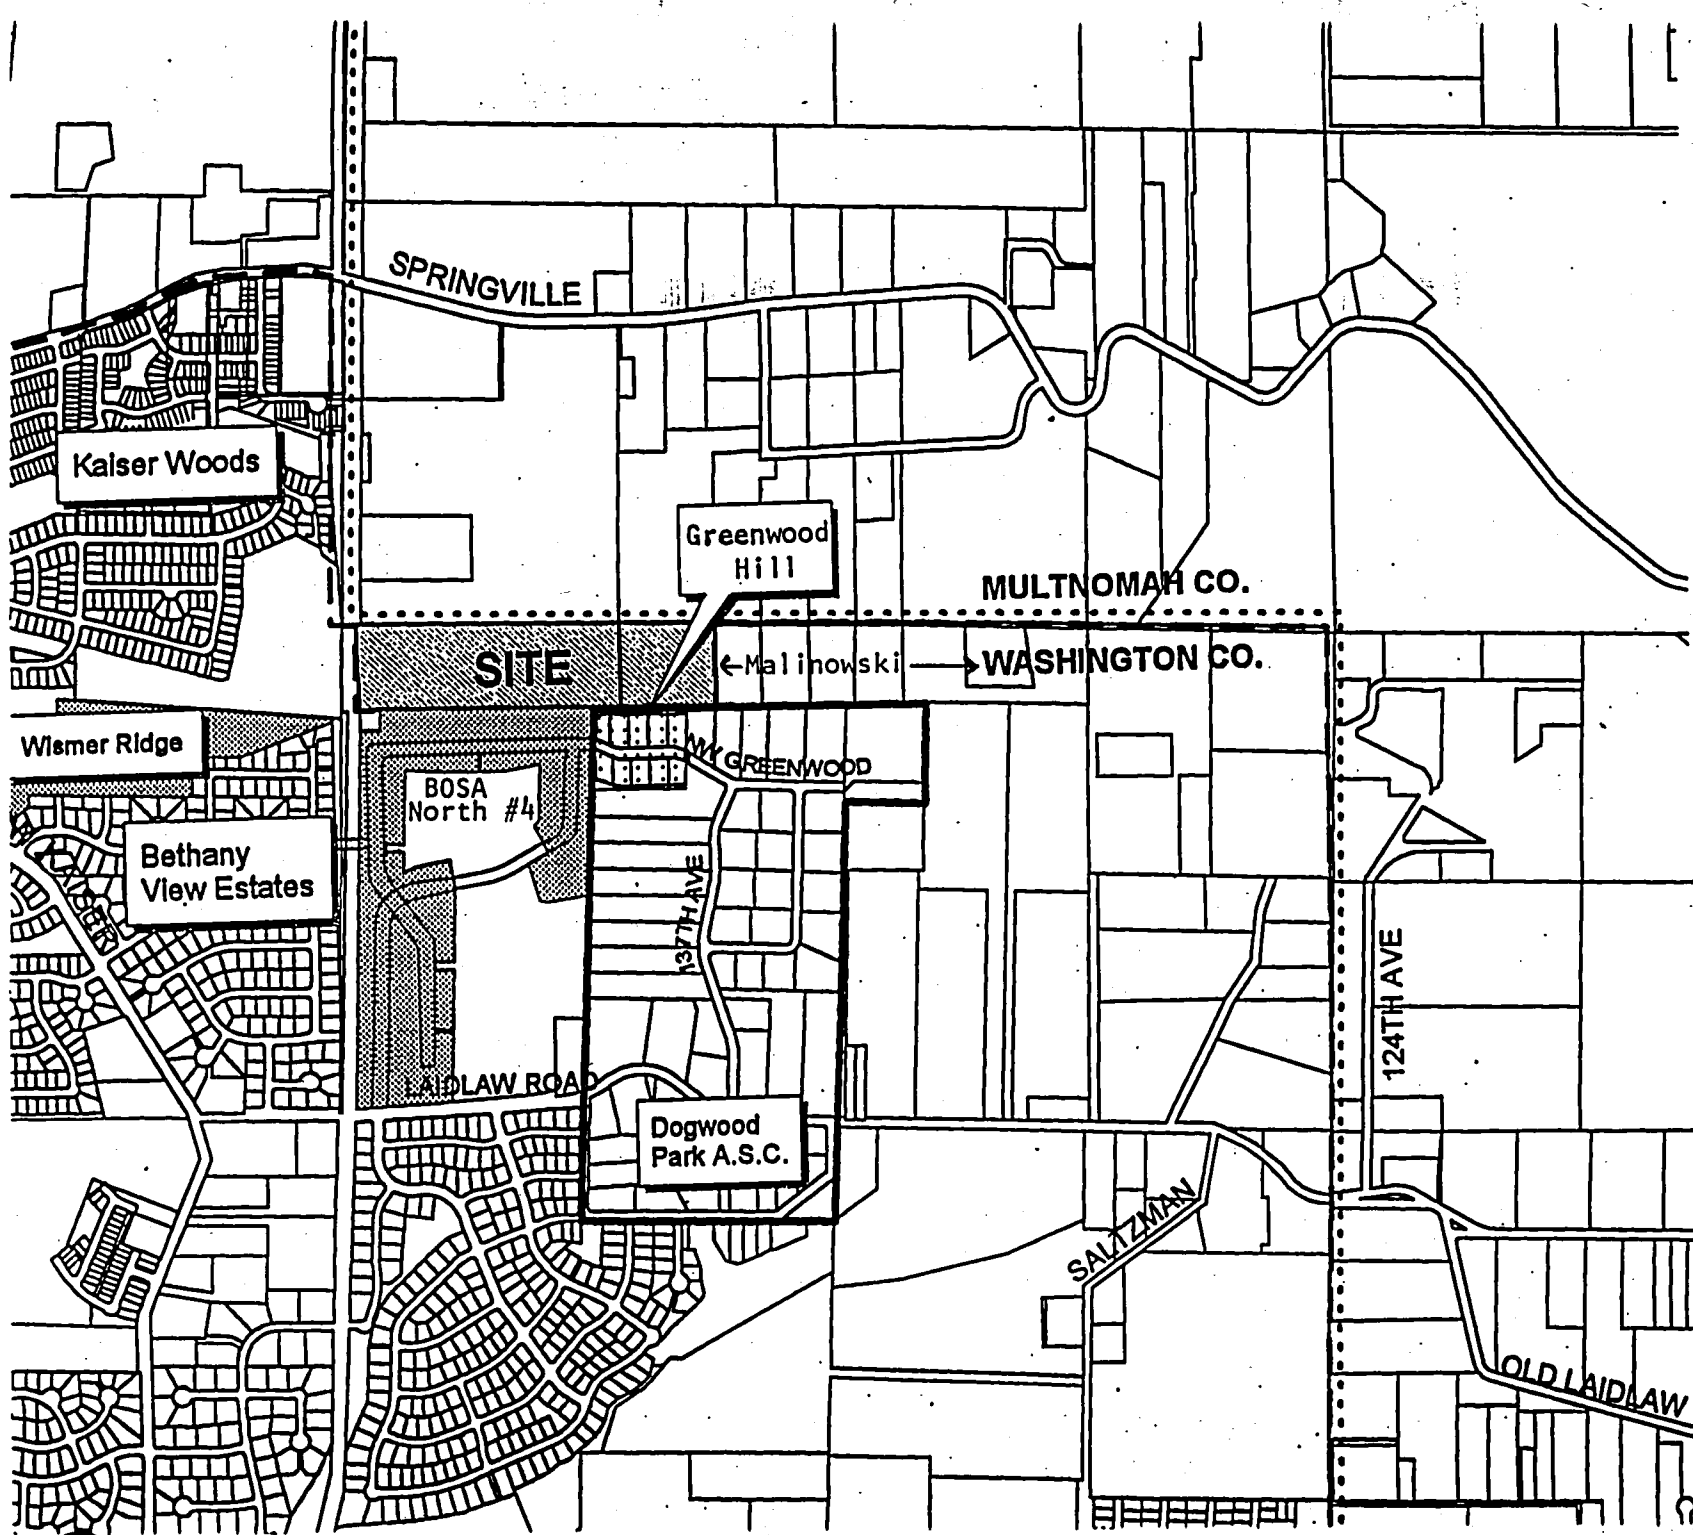 SPRINGVILLE
Kaiser Woods
Greenwood
Hill
MULTNOMAH CO.
SITE
←Malinowski→
WASHINGTON CO.
Wismer Ridge
NW GREENWOOD
BOSA
North #4
Bethany
View Estates
137TH AVE
124TH AVE
LAIDLAW ROAD
Dogwood
Park A.S.C.
SALTZMAN
OLD LAIDLAW